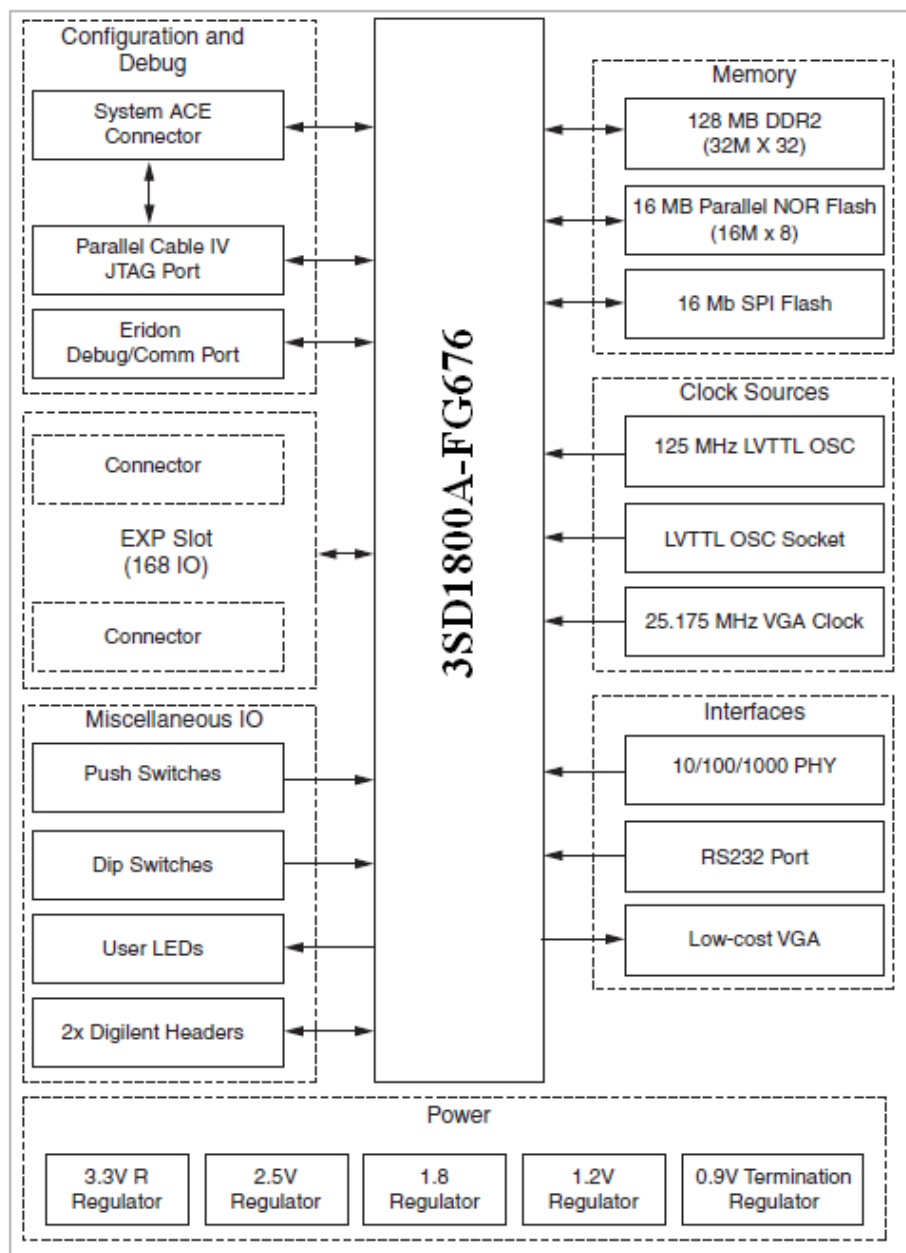 Configuration and
Debug
System ACE
Connector
Parallel Cable IV
JTAG Port
Eridon
Debug/Comm Port
Connector
EXP Slot
(168 IO)
Connector
Miscellaneous IO
Push Switches
Dip Switches
User LEDs
2x Digilent Headers
3SD1800A-FG676
Memory
128 MB DDR2
(32M X 32)
16 MB Parallel NOR Flash
(16M x 8)
16 Mb SPI Flash
Clock Sources
125 MHz LVTTL OSC
LVTTL OSC Socket
25.175 MHz VGA Clock
Interfaces
10/100/1000 PHY
RS232 Port
Low-cost VGA
Power
3.3V R
Regulator
2.5V
Regulator
1.8
Regulator
1.2V
Regulator
0.9V Termination
Regulator